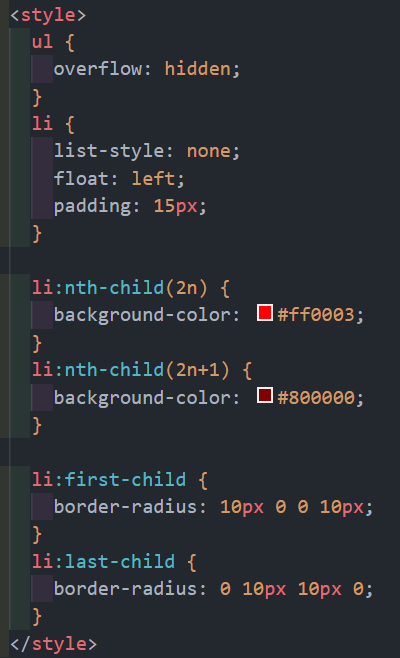 <style>
ul {
overflow: hidden;
}
li {
list-style: none;
float: left;
padding: 15px;
}
li:nth-child(2n) {
background-color: #ff0003;
}
li:nth-child(2n+1) {
background-color: #800000;
}
li:first-child {
border-radius: 10px 0 0 10px;
}
li:last-child {
border-radius: 0 10px 10px 0;
}
</style>